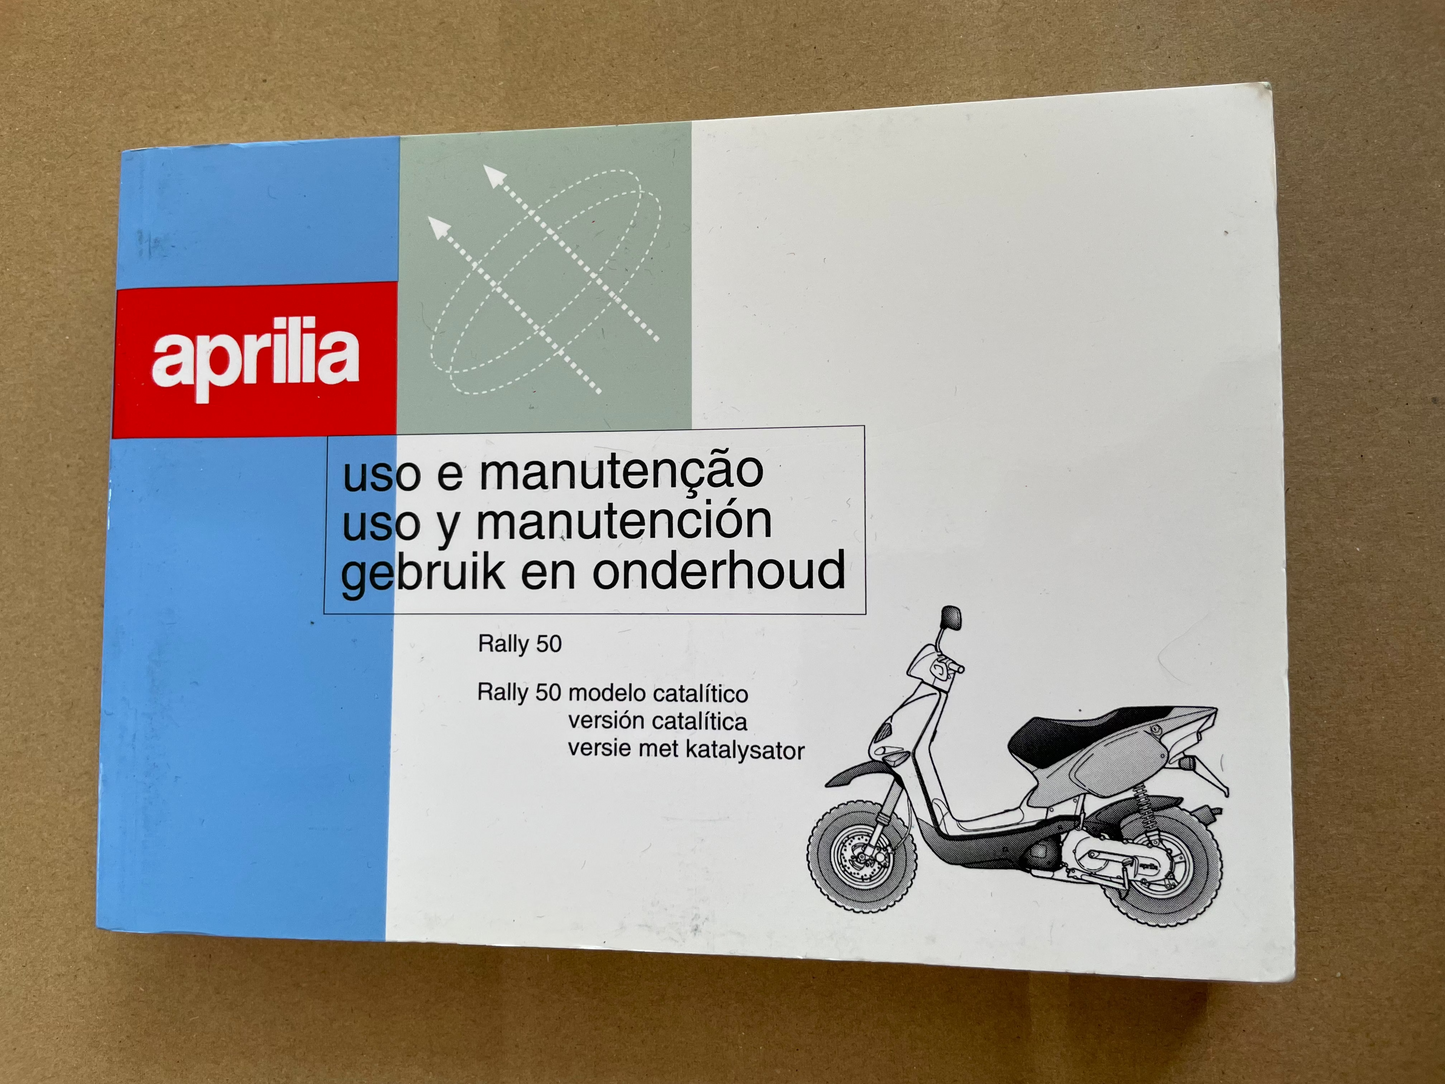 aprilia
uso e manutenção
uso y manutención
gebruik en onderhoud
Rally 50
Rally 50 modelo catalítico
versión catalítica
versie met katalysator
aprilia